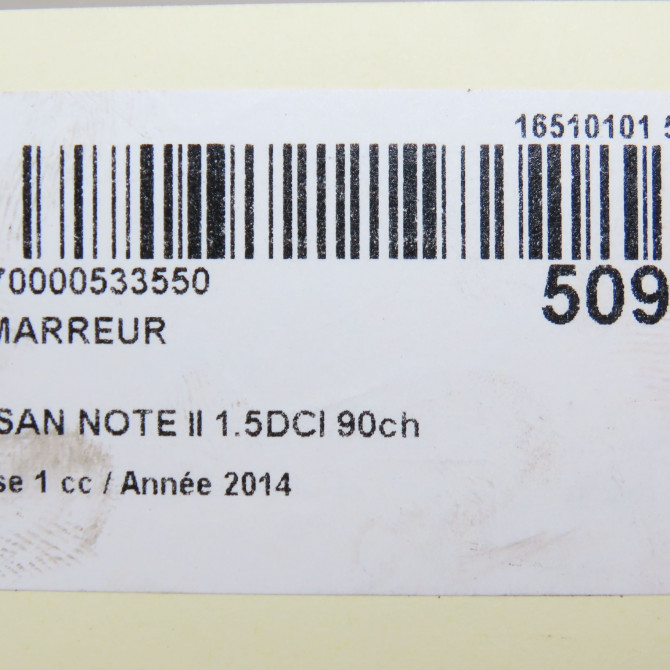 16510101 5
70000533550
509
MARREUR
SAN NOTE II 1.5DCI 90ch
se 1 cc / Année 2014